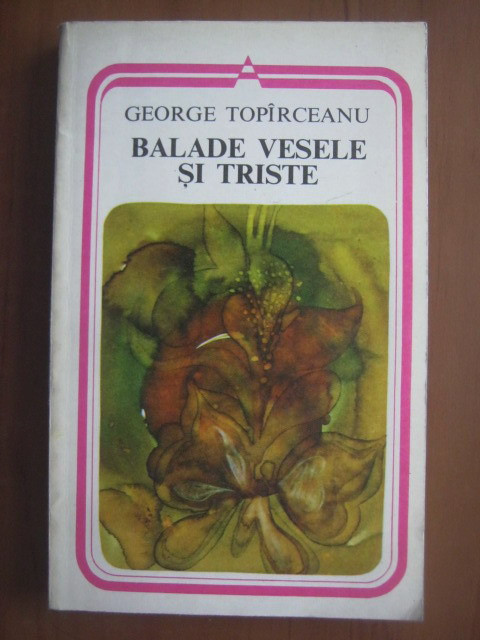 GEORGE TOPÎRCEANU
BALADE VESELE
ȘI TRISTE